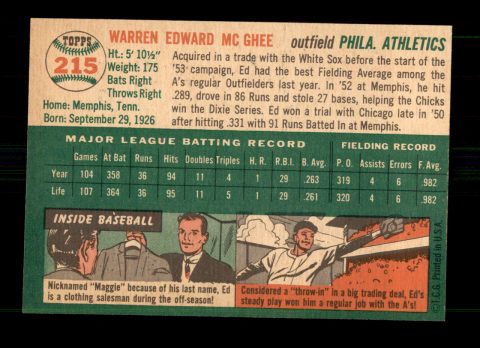 TOPPS
215
WARREN EDWARD MC GHEE outfield PHILA. ATHLETICS
Ht.: 5' 10½"
Weight: 175
Bats Right
Throws Right
Home: Memphis, Tenn.
Born: September 29, 1926
Acquired in a trade with the White Sox before the start of the
'53 campaign, Ed had the best Fielding Average among the
A's regular Outfielders last year. In '52 at Memphis, he hit
.289, drove in 86 Runs and stole 27 bases, helping the Chicks
win the Dixie Series. Ed won a trial with Chicago late in '50
after hitting .331 with 91 Runs Batted In at Memphis.
MAJOR LEAGUE BATTING RECORD FIELDING RECORD
Games At Bat Runs Hits Doubles Triples H. R. R.B.I. B. Avg. P. O. Assists Errors F. Avg.
Year 104 358 36 94 11 4 1 29 .263 319 4 6 .982
Life 107 364 36 95 11 5 1 29 .261 320 4 6 .982
INSIDE BASEBALL
Nicknamed "Maggie" because of his last name, Ed
is a clothing salesman during the off-season!
Considered a "throw-in" in a big trading deal, Ed's
steady play won him a regular job with the A's!
©T.C.G. Printed in U.S.A.